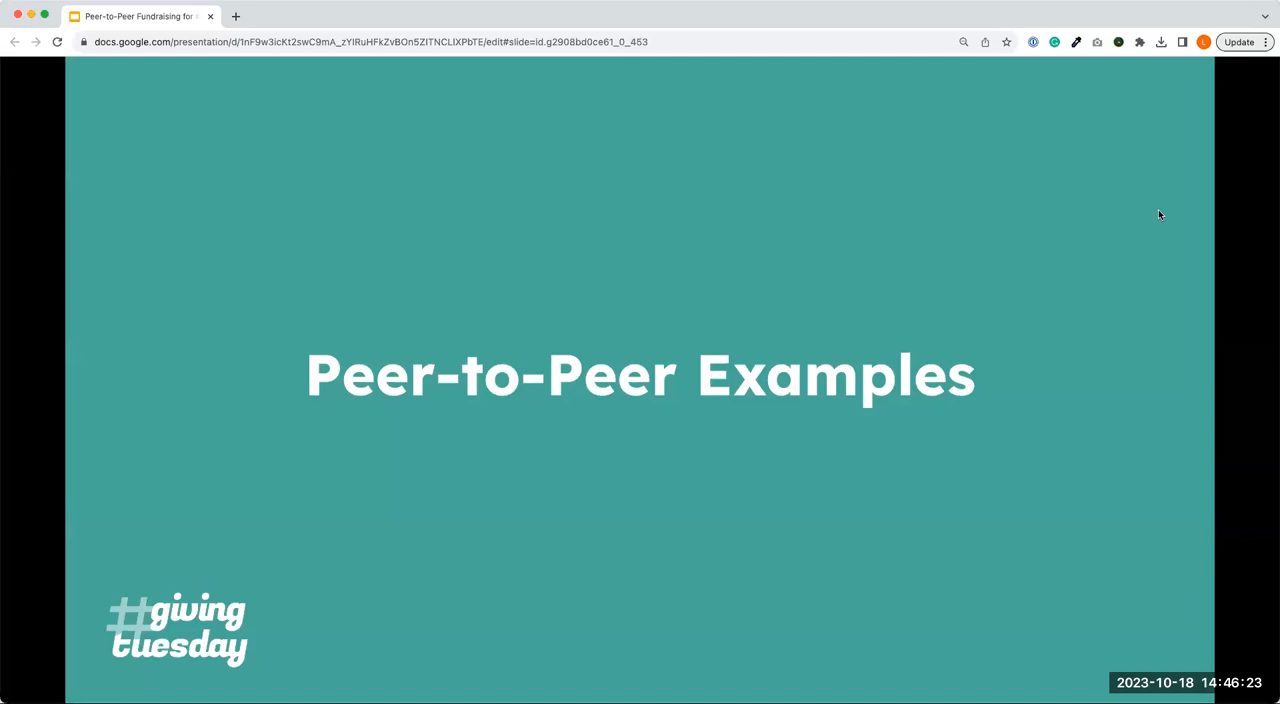 Peer-to-Peer Fundraising for
docs.google.com/presentation/d/1nF9w3icKt2swC9mA_zYlRuHFkZvBOn5ZITNCLlXPbTE/edit#slide=id.g2908bd0ce61_0_453
L
Update
Peer-to-Peer Examples
#giving
tuesday
2023-10-18 14:46:23